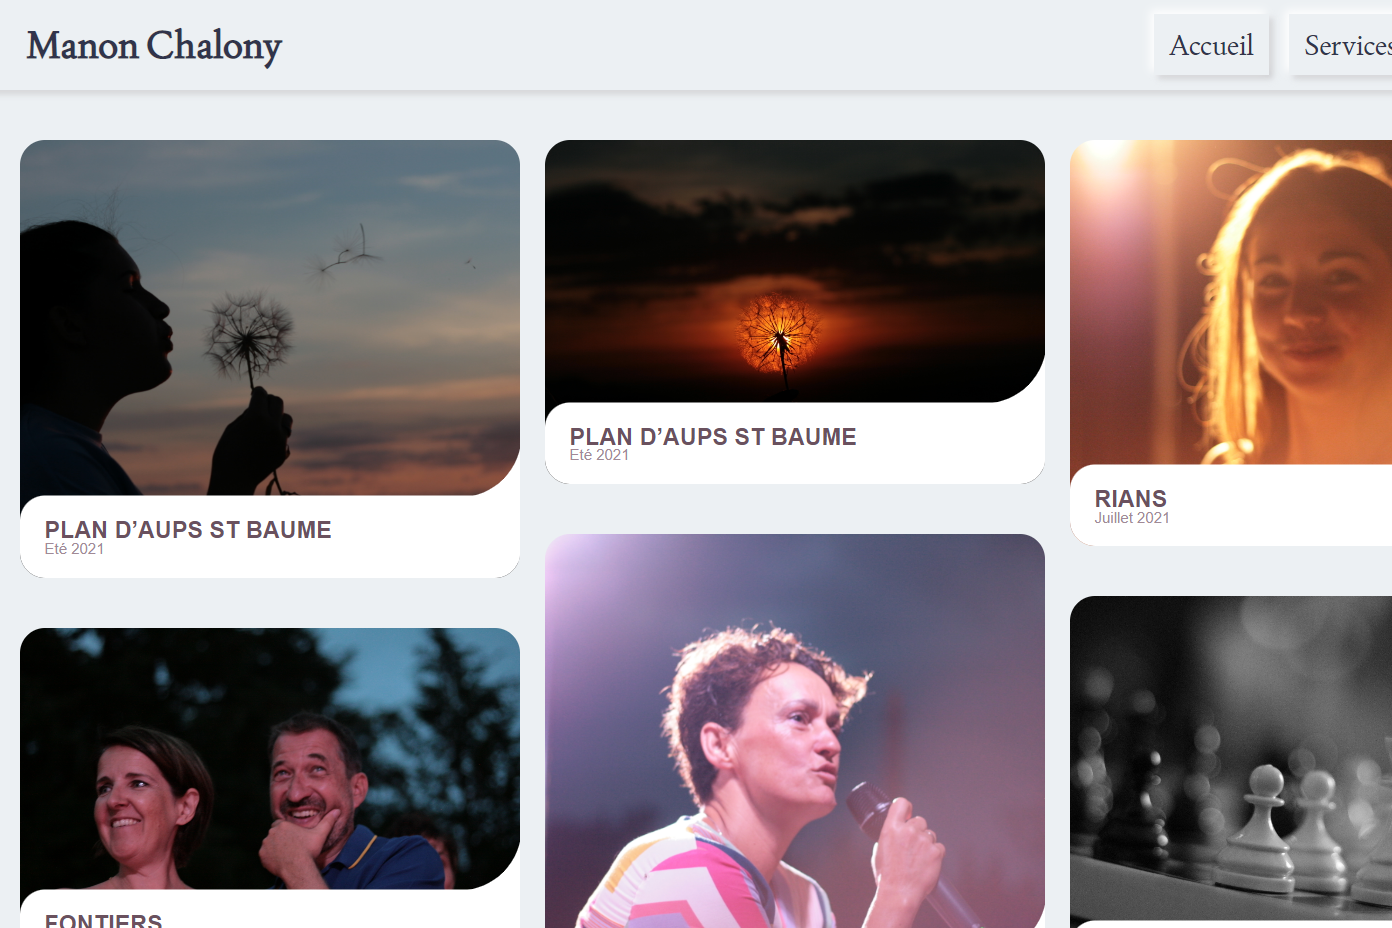 Manon Chalony
Accueil
Services
PLAN D’AUPS ST BAUME
Eté 2021
PLAN D’AUPS ST BAUME
Eté 2021
RIANS
Juillet 2021
FONTIERS